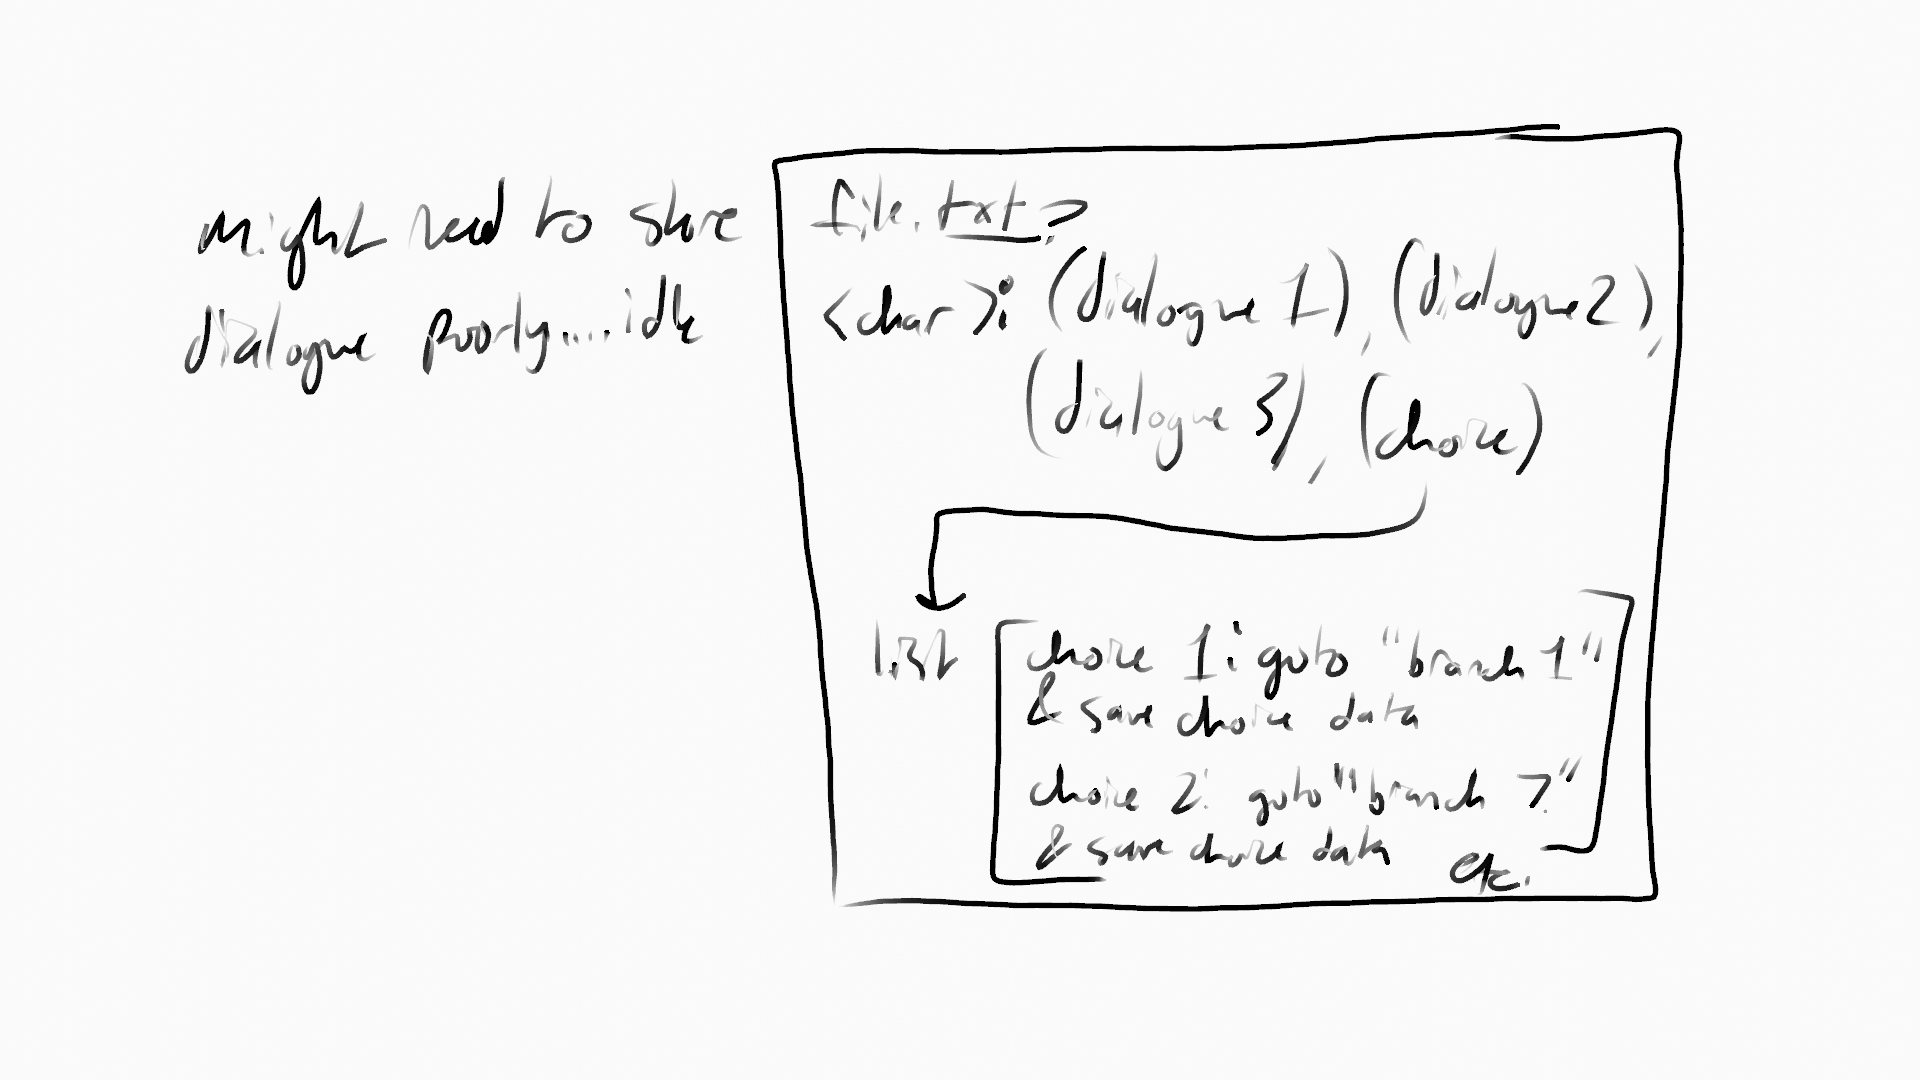 might need to store
dialogue poorly....idk
file.txt?
<char>: (dialogue 1), (dialogue 2),
(dialogue 3), (choice)
list
choice 1: goto "branch 1"
& save choice data
choice 2: goto "branch ?"
& save choice data
etc.